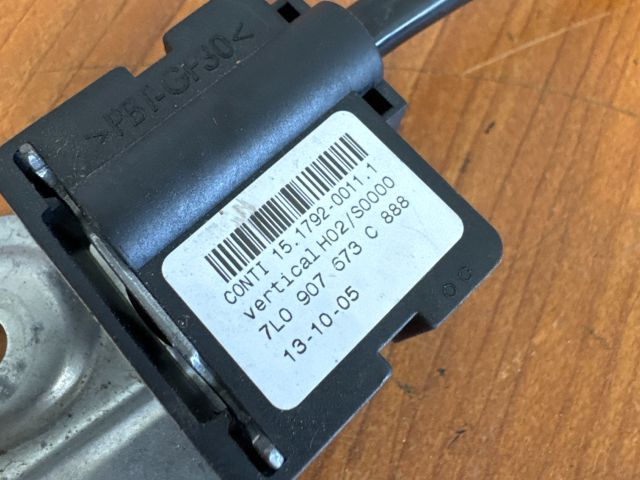 >PBT-GF30<
CONTI 15.1792-0011.1
vertical H02/S0000
7L0 907 673 C 888
13-10-05